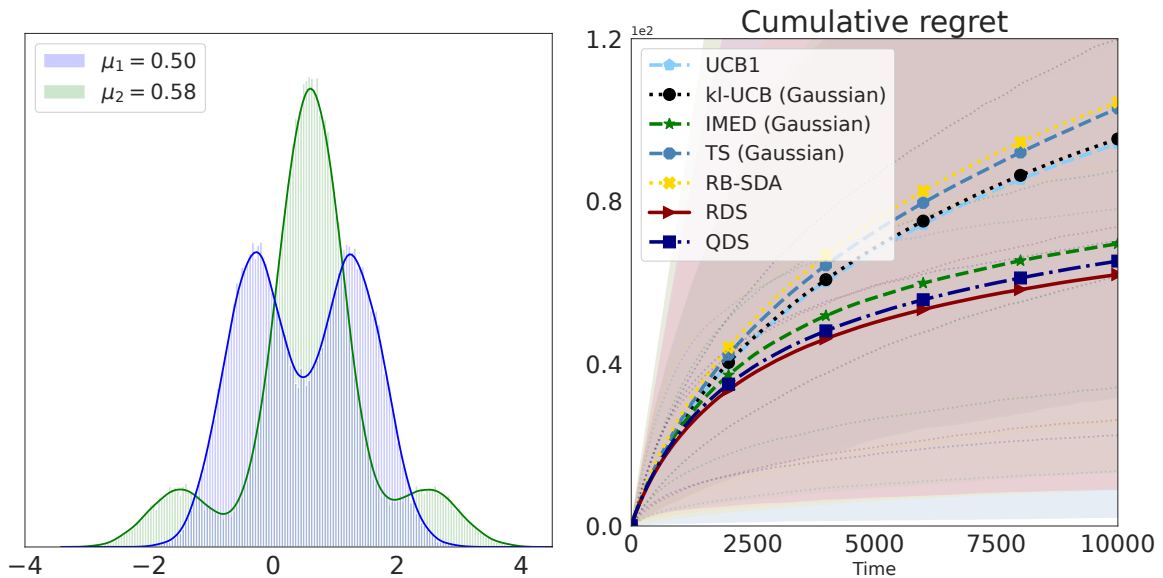 μ₁ = 0.50
μ₂ = 0.58
−4
−2
0
2
4
Cumulative regret
1e2
1.2
0.8
0.4
0.0
UCB1
kl-UCB (Gaussian)
IMED (Gaussian)
TS (Gaussian)
RB-SDA
RDS
QDS
0
2500
5000
7500
10000
Time